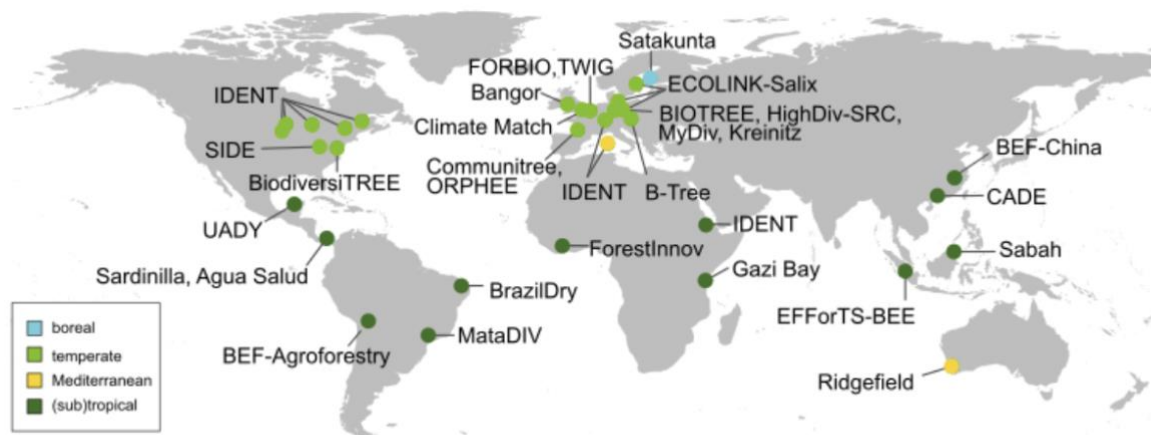 Satakunta
FORBIO,TWIG
IDENT
Bangor
ECOLINK-Salix
Climate Match
BIOTREE, HighDiv-SRC,
MyDiv, Kreinitz
SIDE
BEF-China
Communitree,
ORPHEE
BiodiversiTREE
IDENT
B-Tree
CADE
UADY
IDENT
ForestInnov
Sabah
Sardinilla, Agua Salud
Gazi Bay
BrazilDry
EFForTS-BEE
MataDIV
BEF-Agroforestry
Ridgefield
boreal
temperate
Mediterranean
(sub)tropical